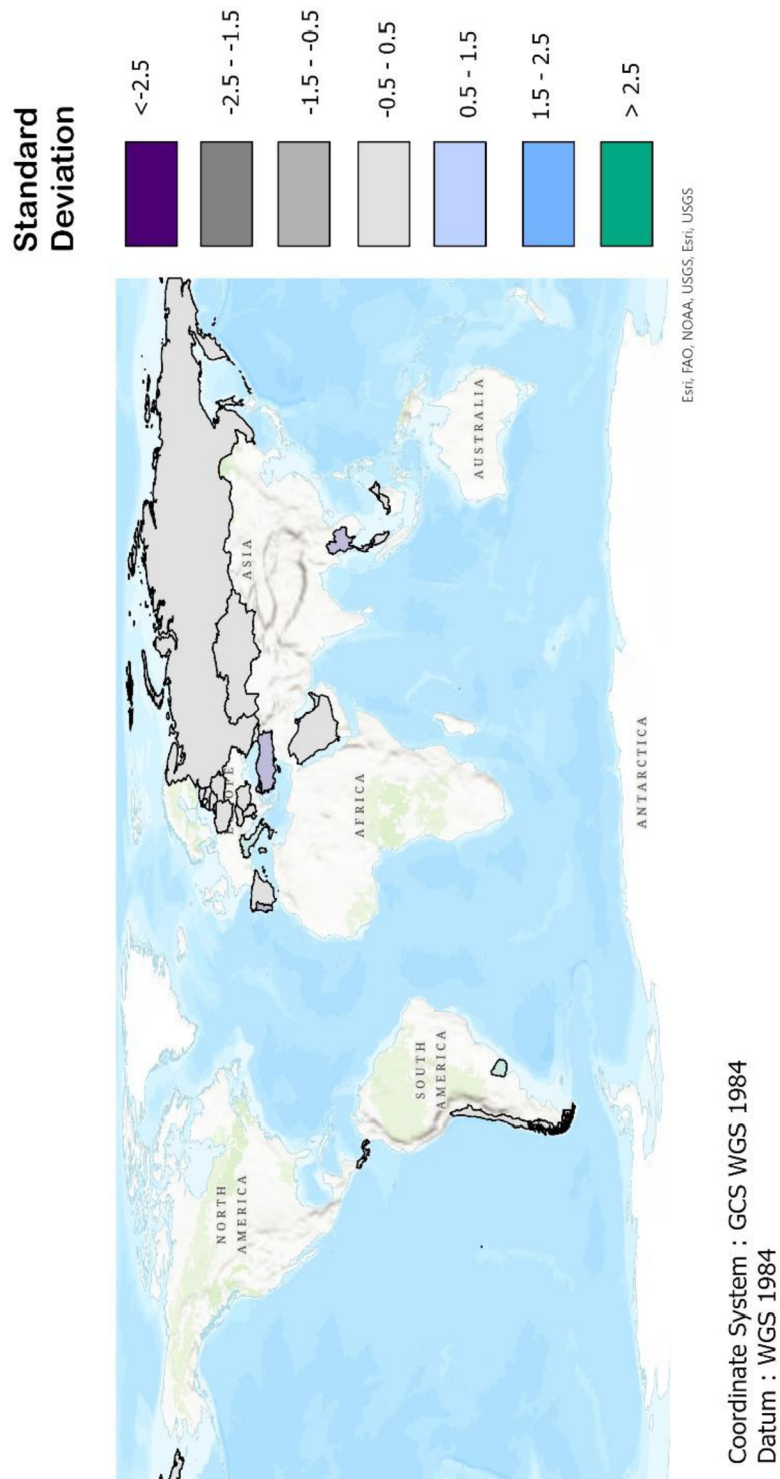 Standard
Deviation
<-2.5
-2.5 - -1.5
-1.5 - -0.5
-0.5 - 0.5
0.5 - 1.5
1.5 - 2.5
> 2.5
NORTH
AMERICA
SOUTH
AMERICA
AFRICA
ASIA
AUSTRALIA
ANTARCTICA
Esri, FAO, NOAA, USGS, Esri, USGS
Coordinate System : GCS WGS 1984
Datum : WGS 1984